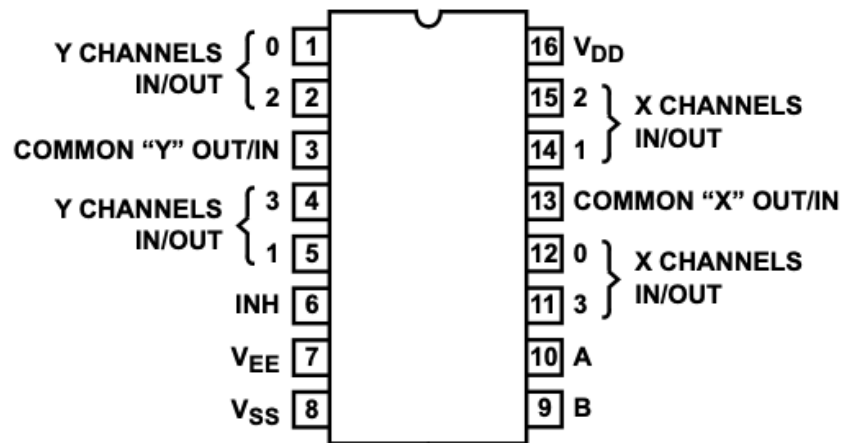 Y CHANNELS
IN/OUT
0 1
2 2
COMMON “Y” OUT/IN 3
Y CHANNELS
IN/OUT
3 4
1 5
INH 6
VEE 7
VSS 8
16 VDD
15 2
14 1
X CHANNELS
IN/OUT
13 COMMON “X” OUT/IN
12 0
11 3
X CHANNELS
IN/OUT
10 A
9 B